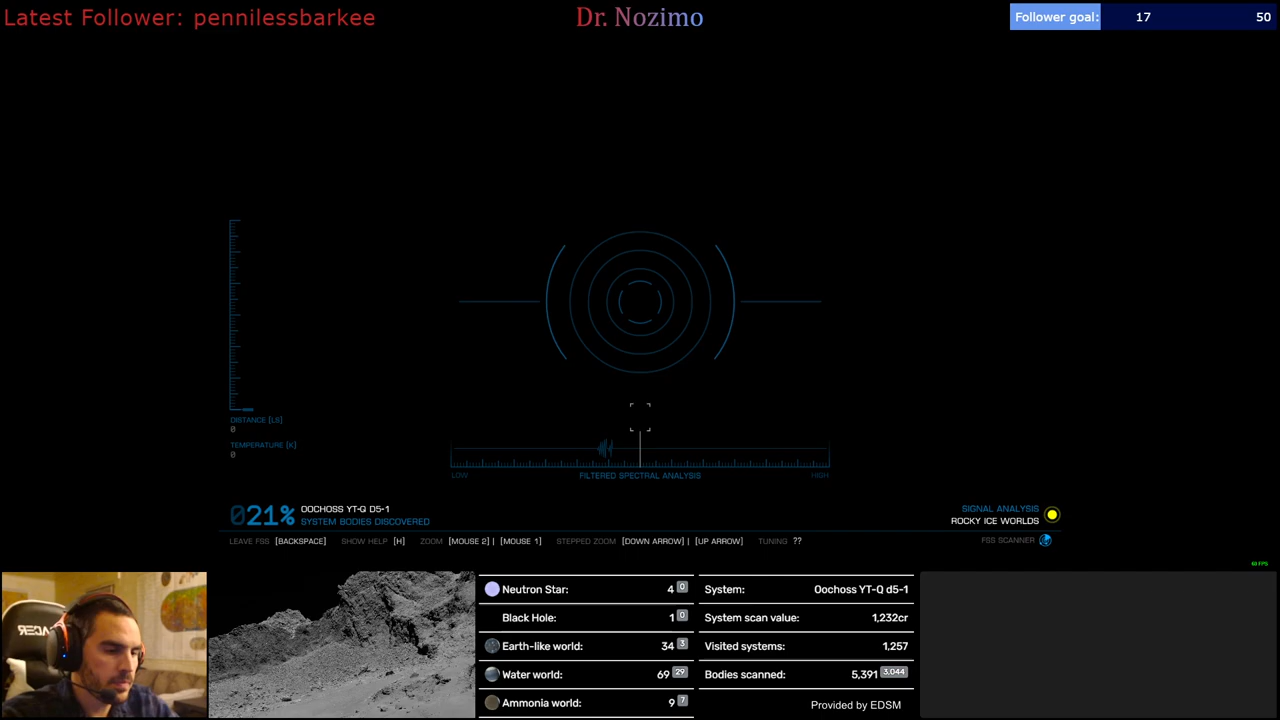 Latest Follower: pennilessbarkee
Dr. Nozimo
Follower goal: 17 50
DISTANCE [LS]
0
TEMPERATURE [K]
0
LOW FILTERED SPECTRAL ANALYSIS HIGH
021% OOCHOSS YT-Q D5-1
SYSTEM BODIES DISCOVERED
SIGNAL ANALYSIS
ROCKY ICE WORLDS
LEAVE FSS [BACKSPACE] SHOW HELP [H] ZOOM [MOUSE 2] | [MOUSE 1] STEPPED ZOOM [DOWN ARROW] | [UP ARROW] TUNING ??
FSS SCANNER
60 FPS
Neutron Star: 4 0
Black Hole: 1 0
Earth-like world: 34 3
Water world: 69 29
Ammonia world: 9 7
System: Oochoss YT-Q d5-1
System scan value: 1,232cr
Visited systems: 1,257
Bodies scanned: 5,391 3,044
Provided by EDSM